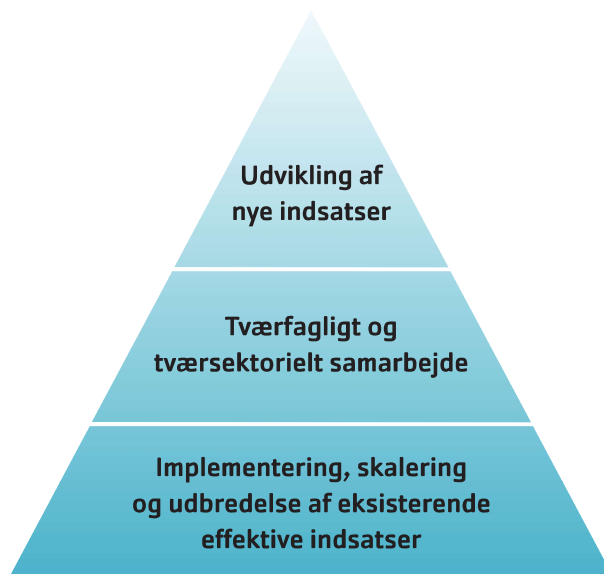 Udvikling af
nye indsatser
Tværfagligt og
tværsektorielt samarbejde
Implementering, skalering
og udbredelse af eksisterende
effektive indsatser